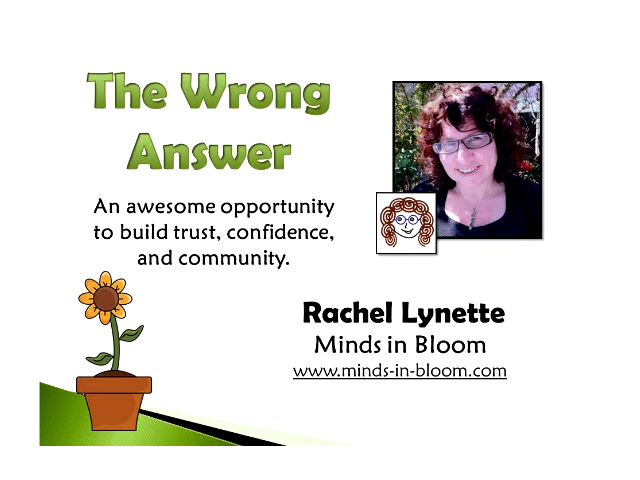 The Wrong
Answer
An awesome opportunity
to build trust, confidence,
and community.
Rachel Lynette
Minds in Bloom
www.minds-in-bloom.com